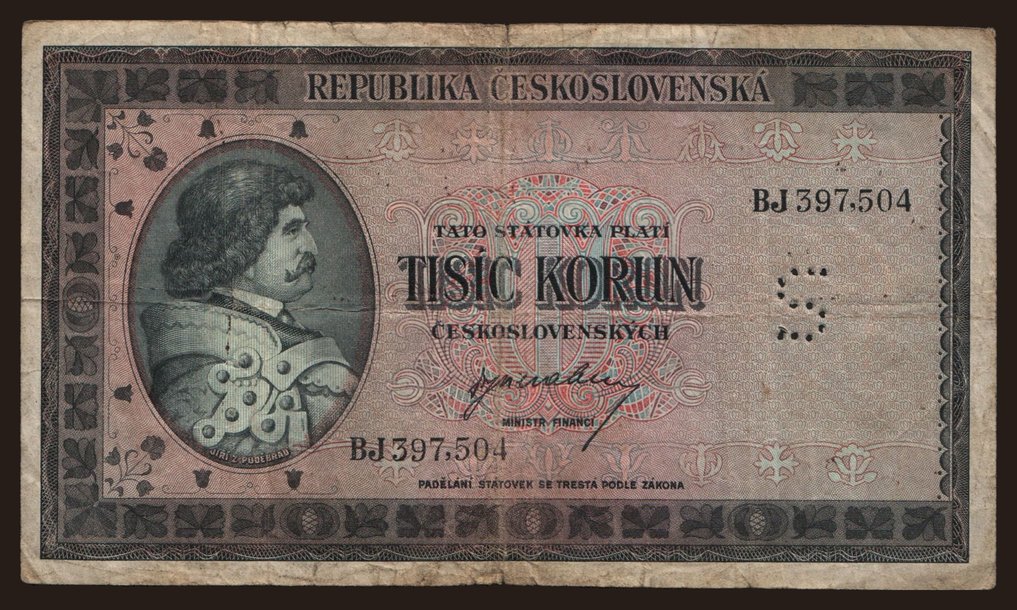 REPUBLIKA ČESKOSLOVENSKÁ
BJ 397,504
TATO STÁTOVKA PLATÍ
TISÍC KORUN
ČESKOSLOVENSKÝCH
MINISTR FINANCÍ
BJ 397,504
JIŘÍ Z PODĚBRAD
PADĚLÁNÍ STÁTOVEK SE TRESTÁ PODLE ZÁKONA
S